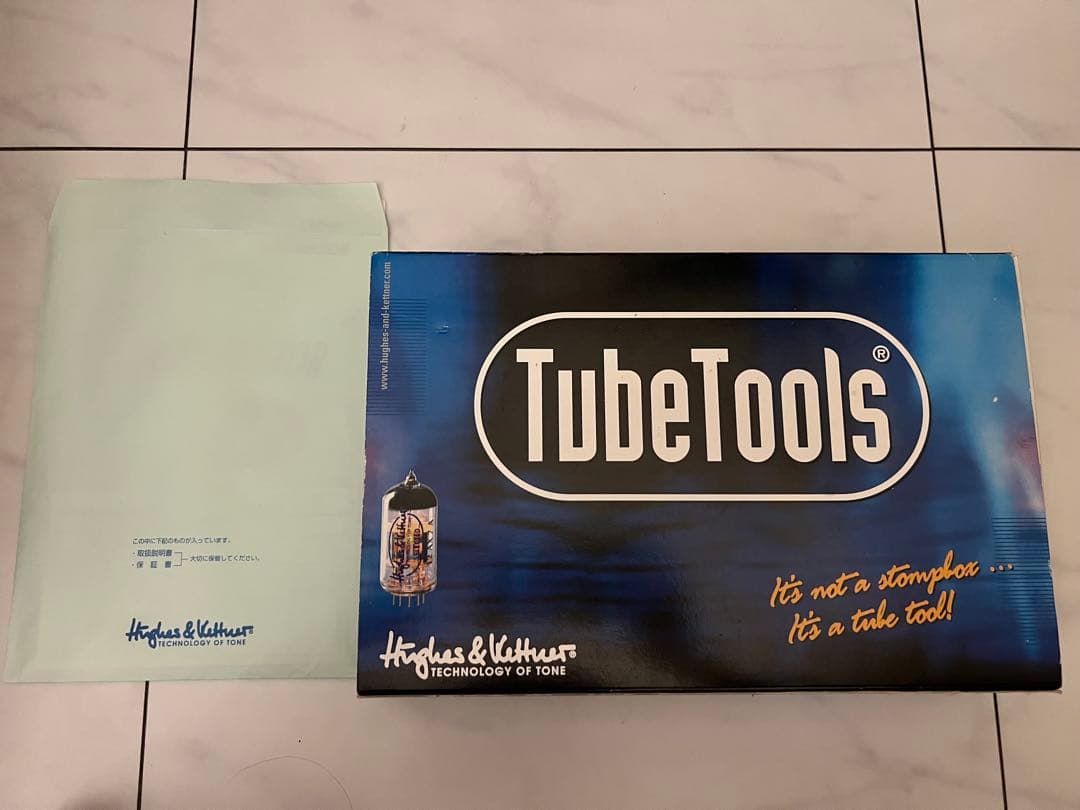 この中に下記のものが入っています。
・取扱説明書
・保 証 書
大切に保管してください。
Hughes & Kettner®
TECHNOLOGY OF TONE
www.hughes-and-kettner.com
TubeTools®
Hughes & Kettner
It's not a stompbox ...
It's a tube tool!
Hughes & Kettner®
TECHNOLOGY OF TONE